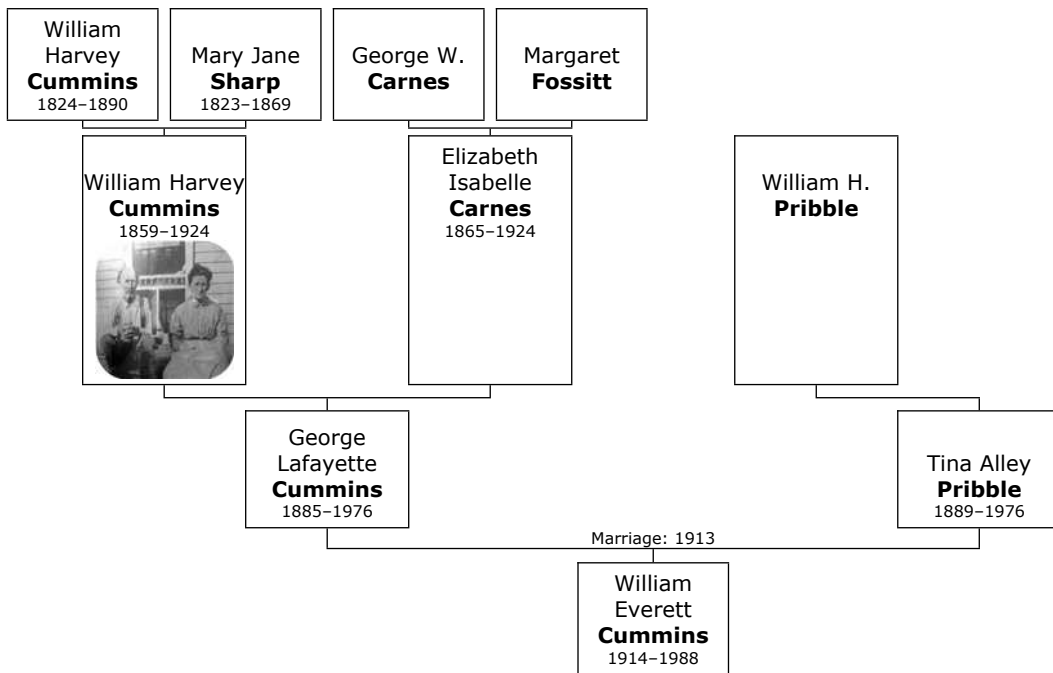 William
Harvey
Cummins
1824–1890
Mary Jane
Sharp
1823–1869
George W.
Carnes
Margaret
Fossitt
William Harvey
Cummins
1859–1924
Elizabeth
Isabelle
Carnes
1865–1924
William H.
Pribble
George
Lafayette
Cummins
1885–1976
Tina Alley
Pribble
1889–1976
Marriage: 1913
William
Everett
Cummins
1914–1988